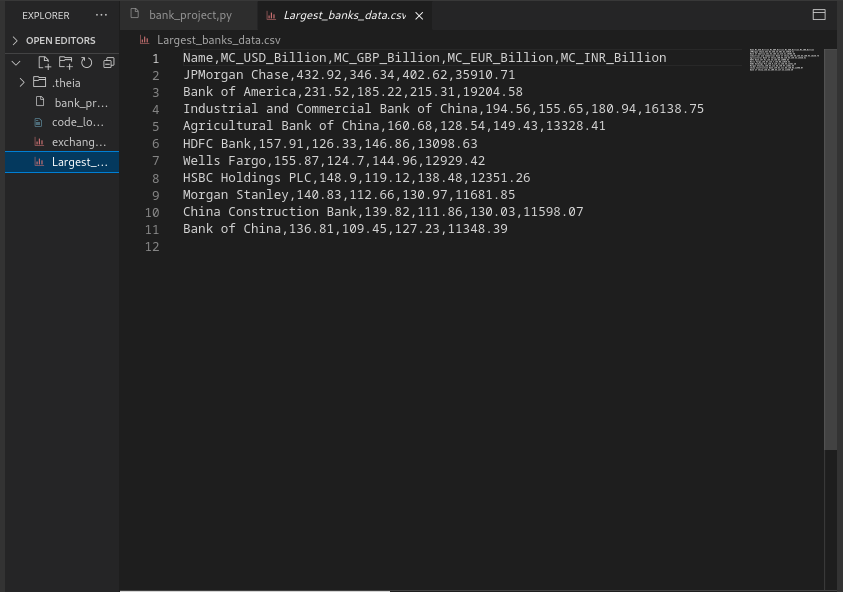 EXPLORER
bank_project,py
Largest_banks_data.csv
OPEN EDITORS
.theia
bank_pr...
code_lo...
exchang...
Largest_...
Largest_banks_data.csv
1 Name,MC_USD_Billion,MC_GBP_Billion,MC_EUR_Billion,MC_INR_Billion
2 JPMorgan Chase,432.92,346.34,402.62,35910.71
3 Bank of America,231.52,185.22,215.31,19204.58
4 Industrial and Commercial Bank of China,194.56,155.65,180.94,16138.75
5 Agricultural Bank of China,160.68,128.54,149.43,13328.41
6 HDFC Bank,157.91,126.33,146.86,13098.63
7 Wells Fargo,155.87,124.7,144.96,12929.42
8 HSBC Holdings PLC,148.9,119.12,138.48,12351.26
9 Morgan Stanley,140.83,112.66,130.97,11681.85
10 China Construction Bank,139.82,111.86,130.03,11598.07
11 Bank of China,136.81,109.45,127.23,11348.39
12